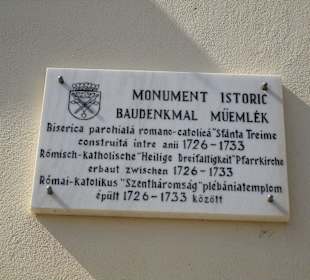 MONUMENT ISTORIC
BAUDENKMAL MÜEMLÉK
Biserica parohială romano-catolică "Sfânta Treime
construită între anii 1726-1733
Römisch-katholische "Heilige Dreifaltigkeit" Pfarrkirche
erbaut zwischen 1726-1733
Római-katolikus "Szentháromság" plébániatemplom
épült 1726-1733 között